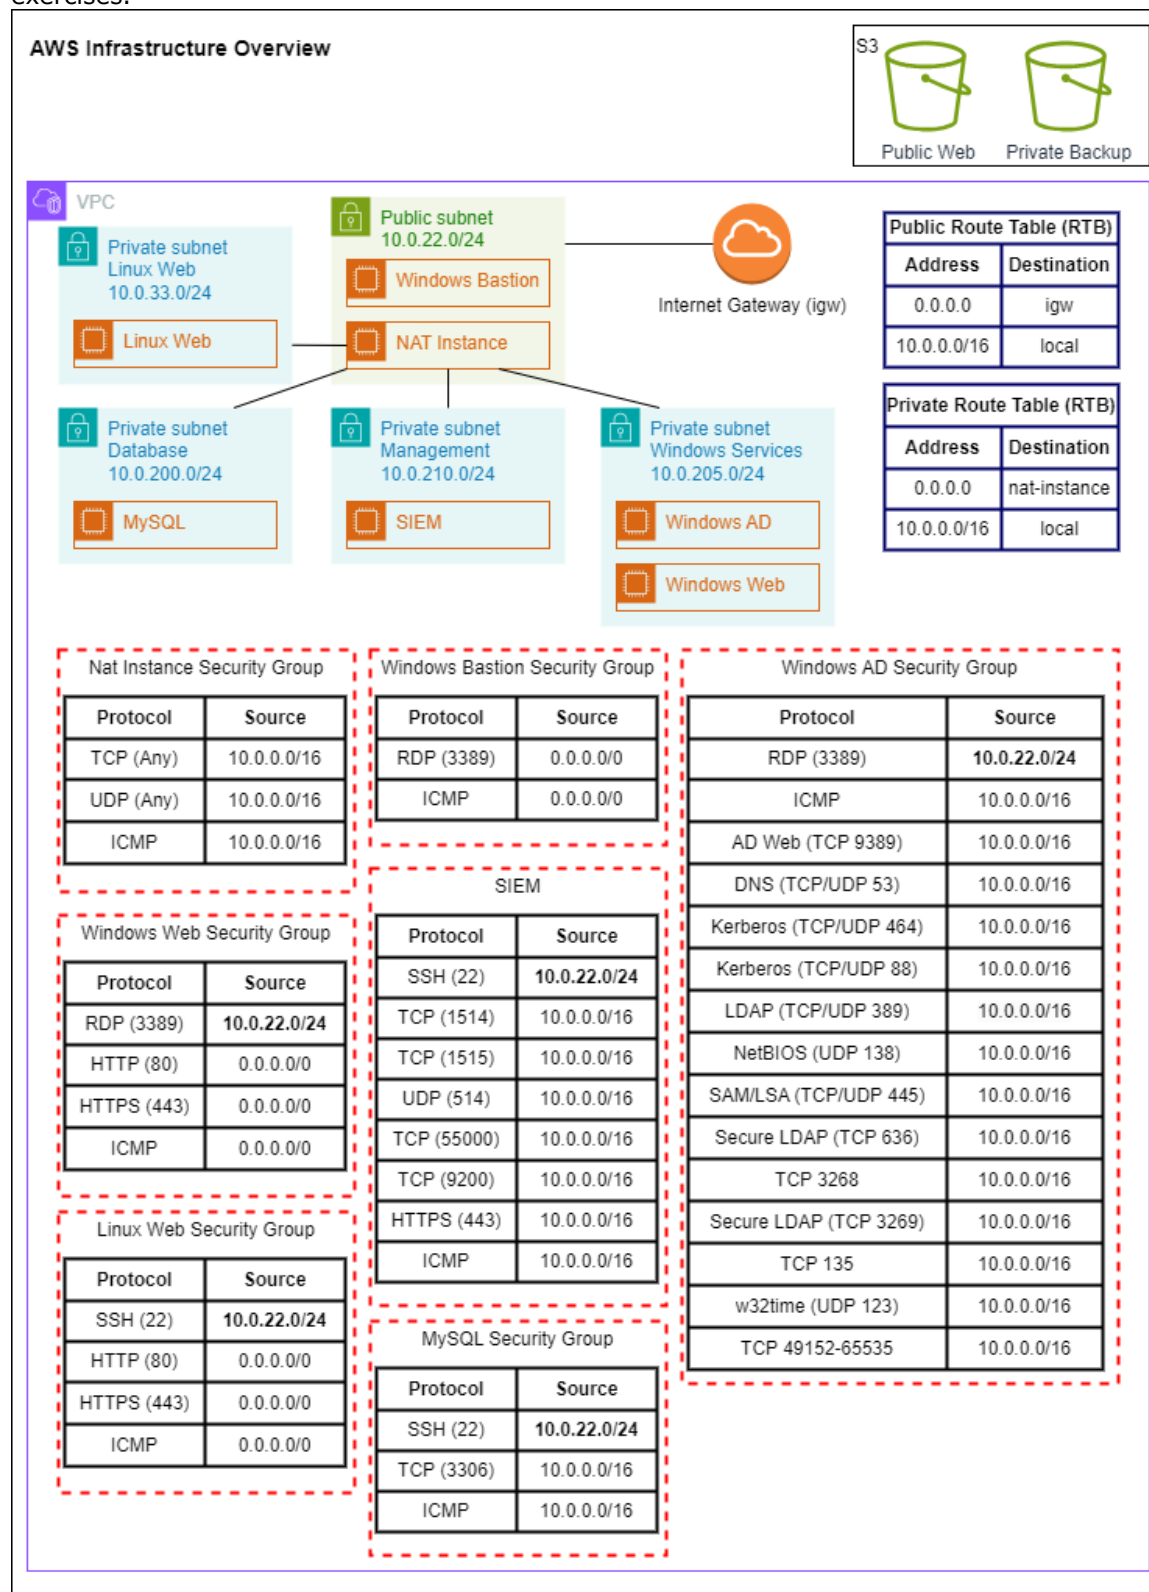 exercises.
AWS Infrastructure Overview
S3
Public Web
Private Backup
VPC
Private subnet
Linux Web
10.0.33.0/24
Linux Web
Public subnet
10.0.22.0/24
Windows Bastion
NAT Instance
Internet Gateway (igw)
Public Route Table (RTB)
Address Destination
0.0.0.0 igw
10.0.0.0/16 local
Private Route Table (RTB)
Address Destination
0.0.0.0 nat-instance
10.0.0.0/16 local
Private subnet
Database
10.0.200.0/24
MySQL
Private subnet
Management
10.0.210.0/24
SIEM
Private subnet
Windows Services
10.0.205.0/24
Windows AD
Windows Web
Nat Instance Security Group
Protocol Source
TCP (Any) 10.0.0.0/16
UDP (Any) 10.0.0.0/16
ICMP 10.0.0.0/16
Windows Web Security Group
Protocol Source
RDP (3389) 10.0.22.0/24
HTTP (80) 0.0.0.0/0
HTTPS (443) 0.0.0.0/0
ICMP 0.0.0.0/0
Linux Web Security Group
Protocol Source
SSH (22) 10.0.22.0/24
HTTP (80) 0.0.0.0/0
HTTPS (443) 0.0.0.0/0
ICMP 0.0.0.0/0
Windows Bastion Security Group
Protocol Source
RDP (3389) 0.0.0.0/0
ICMP 0.0.0.0/0
SIEM
Protocol Source
SSH (22) 10.0.22.0/24
TCP (1514) 10.0.0.0/16
TCP (1515) 10.0.0.0/16
UDP (514) 10.0.0.0/16
TCP (55000) 10.0.0.0/16
TCP (9200) 10.0.0.0/16
HTTPS (443) 10.0.0.0/16
ICMP 10.0.0.0/16
MySQL Security Group
Protocol Source
SSH (22) 10.0.22.0/24
TCP (3306) 10.0.0.0/16
ICMP 10.0.0.0/16
Windows AD Security Group
Protocol Source
RDP (3389) 10.0.22.0/24
ICMP 10.0.0.0/16
AD Web (TCP 9389) 10.0.0.0/16
DNS (TCP/UDP 53) 10.0.0.0/16
Kerberos (TCP/UDP 464) 10.0.0.0/16
Kerberos (TCP/UDP 88) 10.0.0.0/16
LDAP (TCP/UDP 389) 10.0.0.0/16
NetBIOS (UDP 138) 10.0.0.0/16
SAM/LSA (TCP/UDP 445) 10.0.0.0/16
Secure LDAP (TCP 636) 10.0.0.0/16
TCP 3268 10.0.0.0/16
Secure LDAP (TCP 3269) 10.0.0.0/16
TCP 135 10.0.0.0/16
w32time (UDP 123) 10.0.0.0/16
TCP 49152-65535 10.0.0.0/16